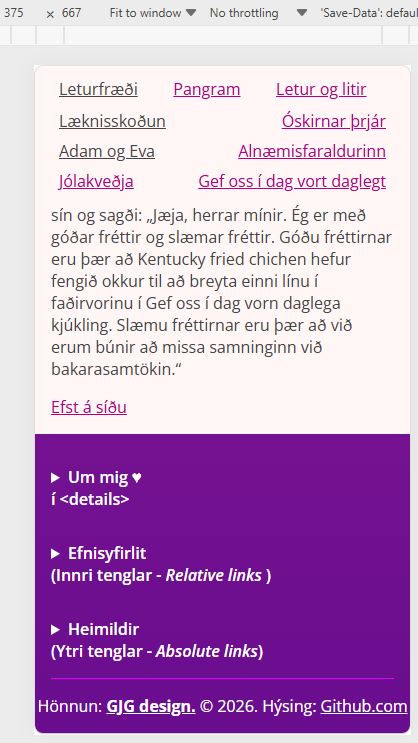 375 × 667 Fit to window ▼ No throttling ▼ 'Save-Data': defaul
Leturfræði Pangram Letur og litir
Læknisskoðun Óskirnar þrjár
Adam og Eva Alnæmisfaraldurinn
Jólakveðja Gef oss í dag vort daglegt
sín og sagði: „Jæja, herrar mínir. Ég er með
góðar fréttir og slæmar fréttir. Góðu fréttirnar
eru þær að Kentucky fried chichen hefur
fengið okkur til að breyta einni línu í
faðirvorinu í Gef oss í dag vorn daglega
kjúkling. Slæmu fréttirnar eru þær að við
erum búnir að missa samninginn við
bakarasamtökin.“
Efst á síðu
▶ Um mig ♥
í <details>
▶ Efnisyfirlit
(Innri tenglar - Relative links )
▶ Heimildir
(Ytri tenglar - Absolute links)
Hönnun: GJG design. © 2026. Hýsing: Github.com